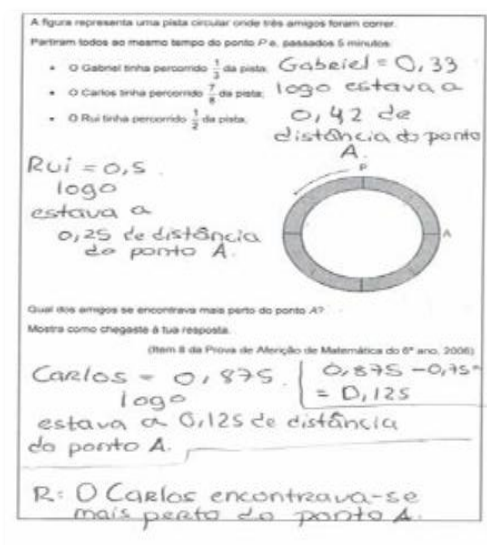 A figura representa uma pista circular onde três amigos foram correr.
Partiram todos ao mesmo tempo do ponto P e, passados 5 minutos:
• O Gabriel tinha percorrido 1/3 da pista; Gabriel = 0,33
• O Carlos tinha percorrido 7/8 da pista; logo estava a
• O Rui tinha percorrido 1/2 da pista. 0,42 de
distância do ponto
A.
Rui = 0,5.
logo
estava a
0,25 de distância
do ponto A.
P
A
Qual dos amigos se encontrava mais perto do ponto A?
Mostra como chegaste à tua resposta.
(Item 8 da Prova de Aferição de Matemática do 6º ano, 2006)
Carlos = 0,875. 0,875 - 0,75=
logo = 0,125
estava a 0,125 de distância
do ponto A.
R: O Carlos encontrava-se
mais perto do ponto A.